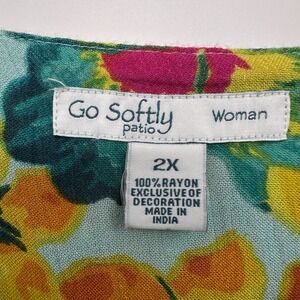 Go Softly
patio
Woman
2X
100% RAYON
EXCLUSIVE OF
DECORATION
MADE IN
INDIA